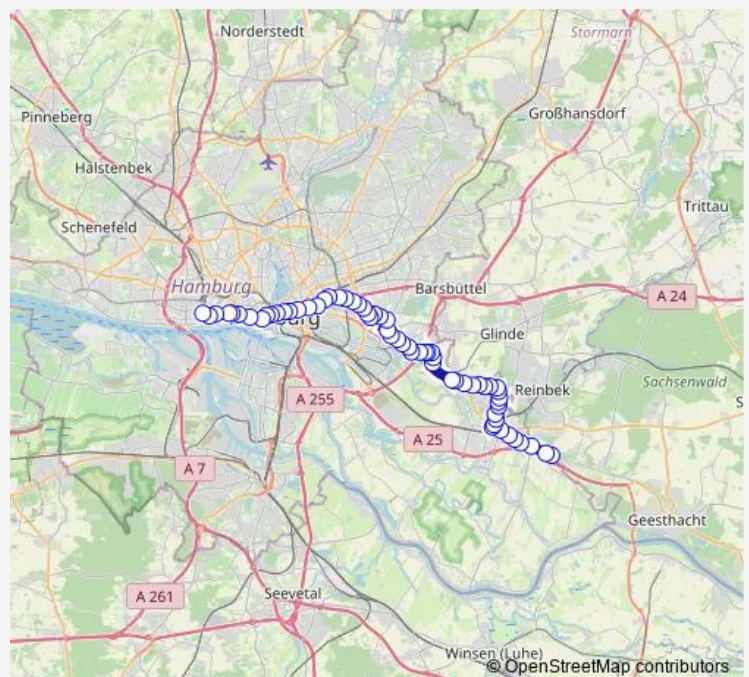 Norderstedt
Stormarn
Pinneberg
Großhansdorf
Halstenbek
Trittau
Schenefeld
Hamburg
Barsbüttel
A 24
Glinde
Sachsenwald
Reinbek
A 255
A 25
A 7
Geesthacht
A 261
Seevetal
Winsen (Luhe)
© OpenStreetMap contributors